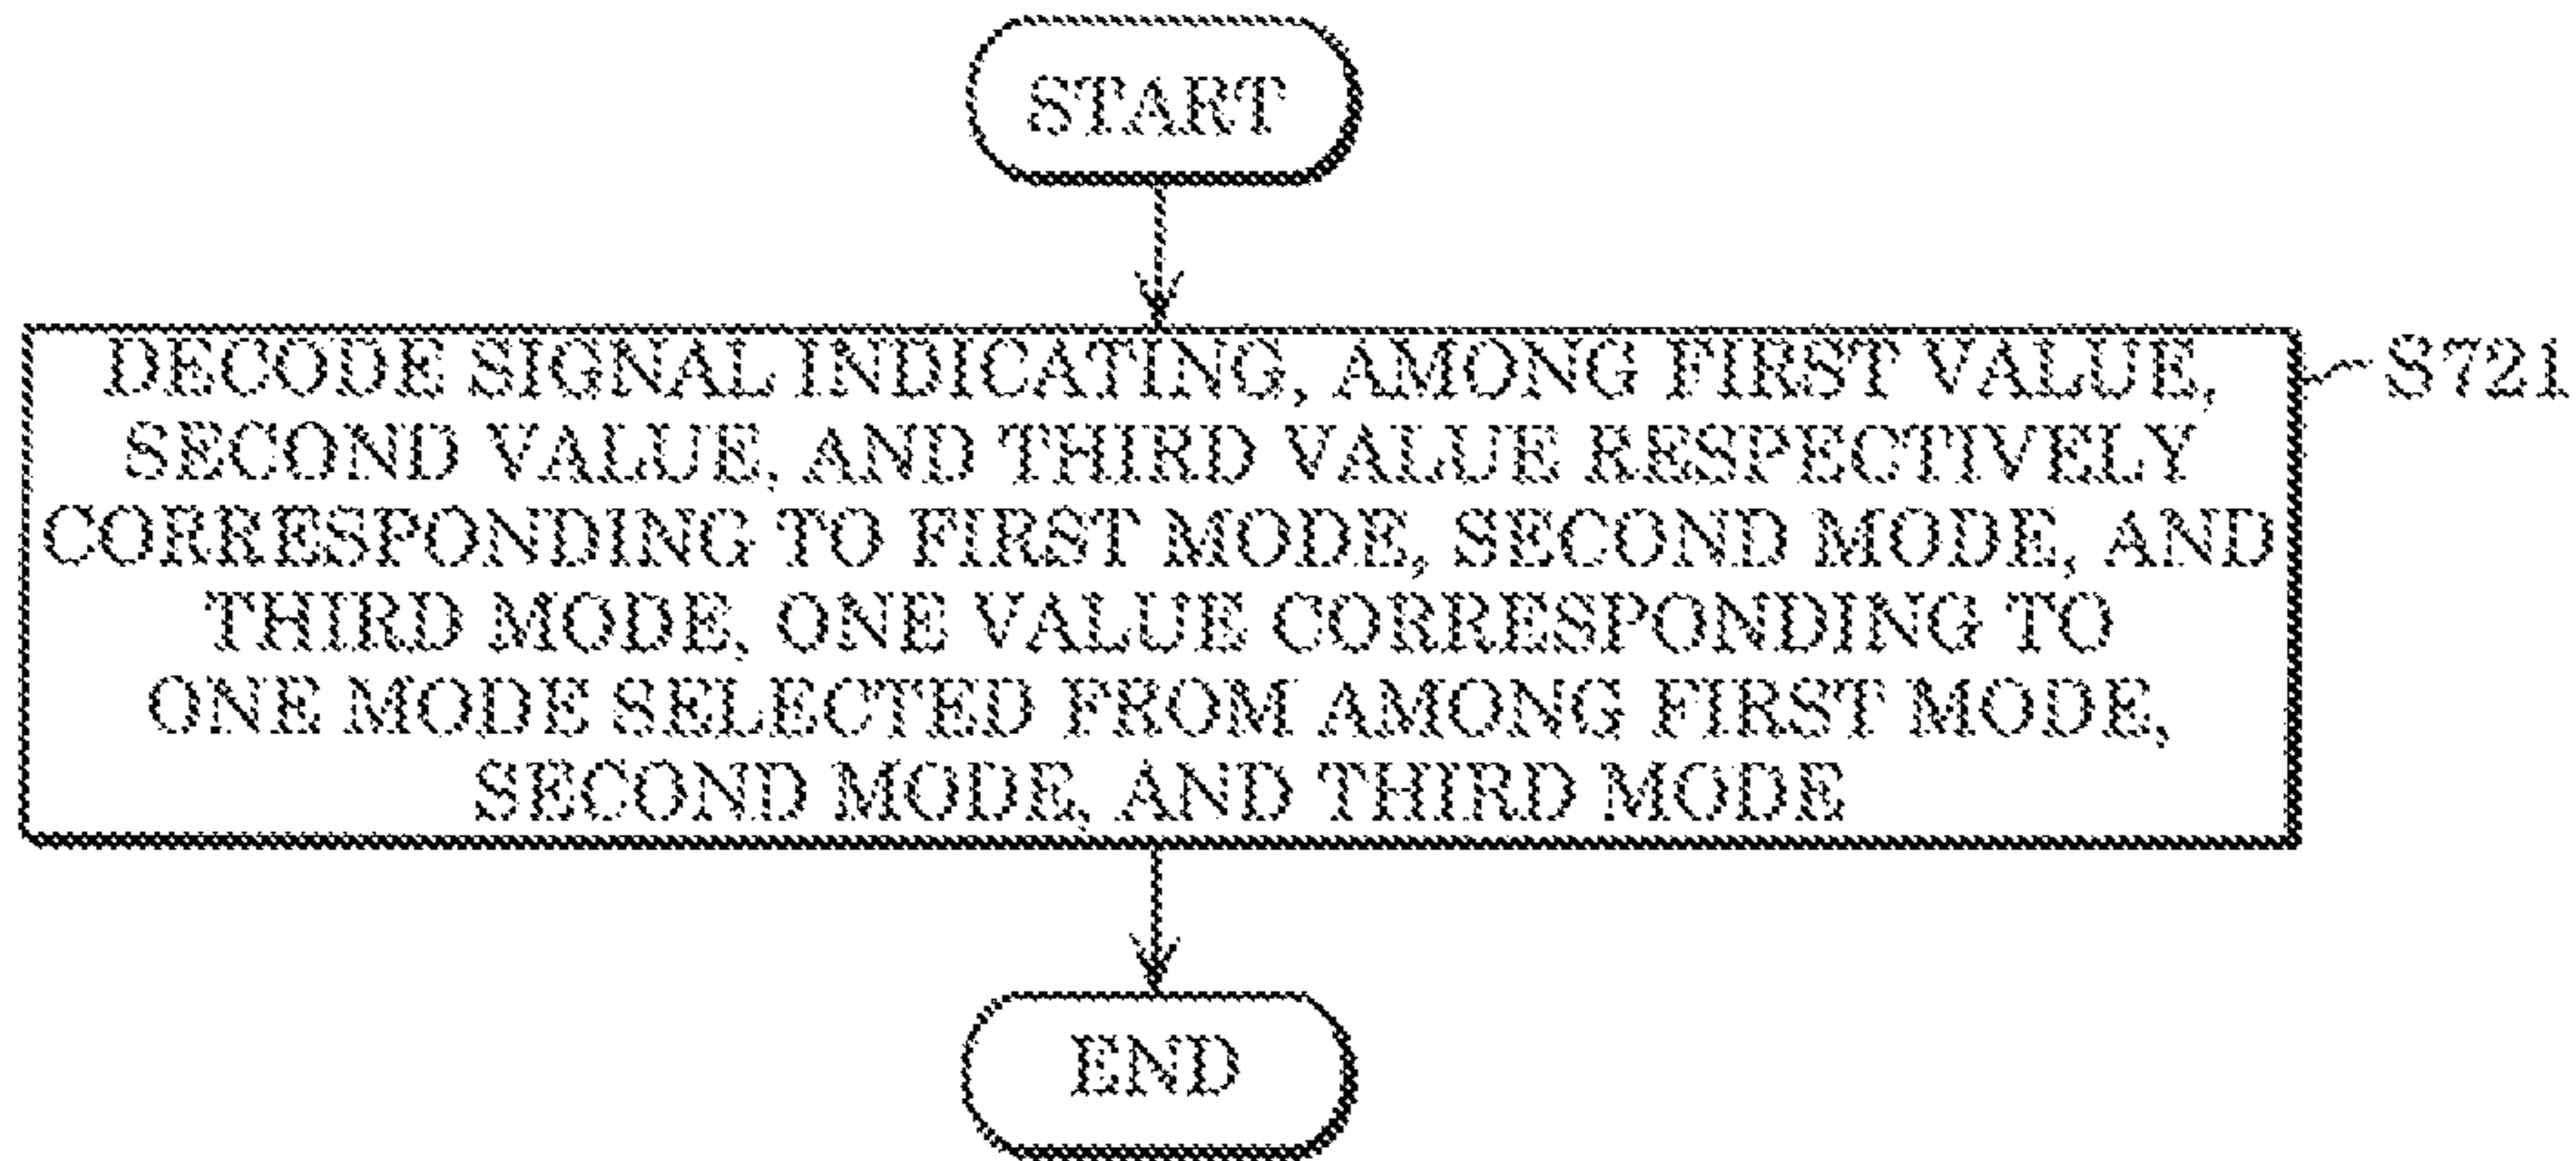 START
DECODE SIGNAL INDICATING, AMONG FIRST VALUE,
SECOND VALUE, AND THIRD VALUE RESPECTIVELY
CORRESPONDING TO FIRST MODE, SECOND MODE, AND
THIRD MODE, ONE VALUE CORRESPONDING TO
ONE MODE SELECTED FROM AMONG FIRST MODE,
SECOND MODE, AND THIRD MODE
S721
END